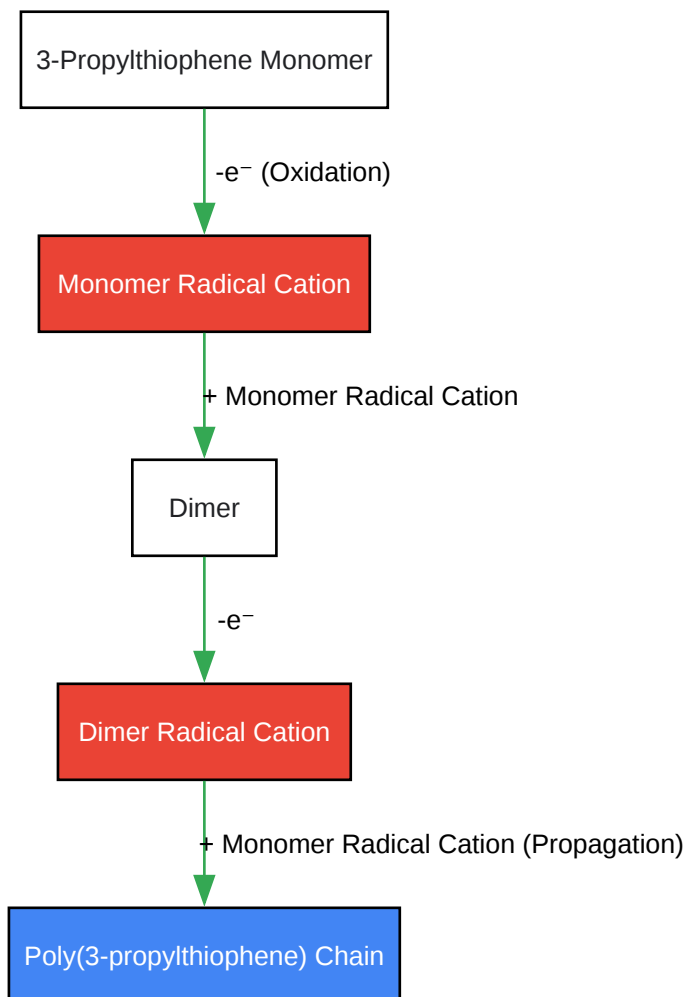 3-Propylthiophene Monomer
-e⁻ (Oxidation)
Monomer Radical Cation
+ Monomer Radical Cation
Dimer
-e⁻
Dimer Radical Cation
+ Monomer Radical Cation (Propagation)
Poly(3-propylthiophene) Chain